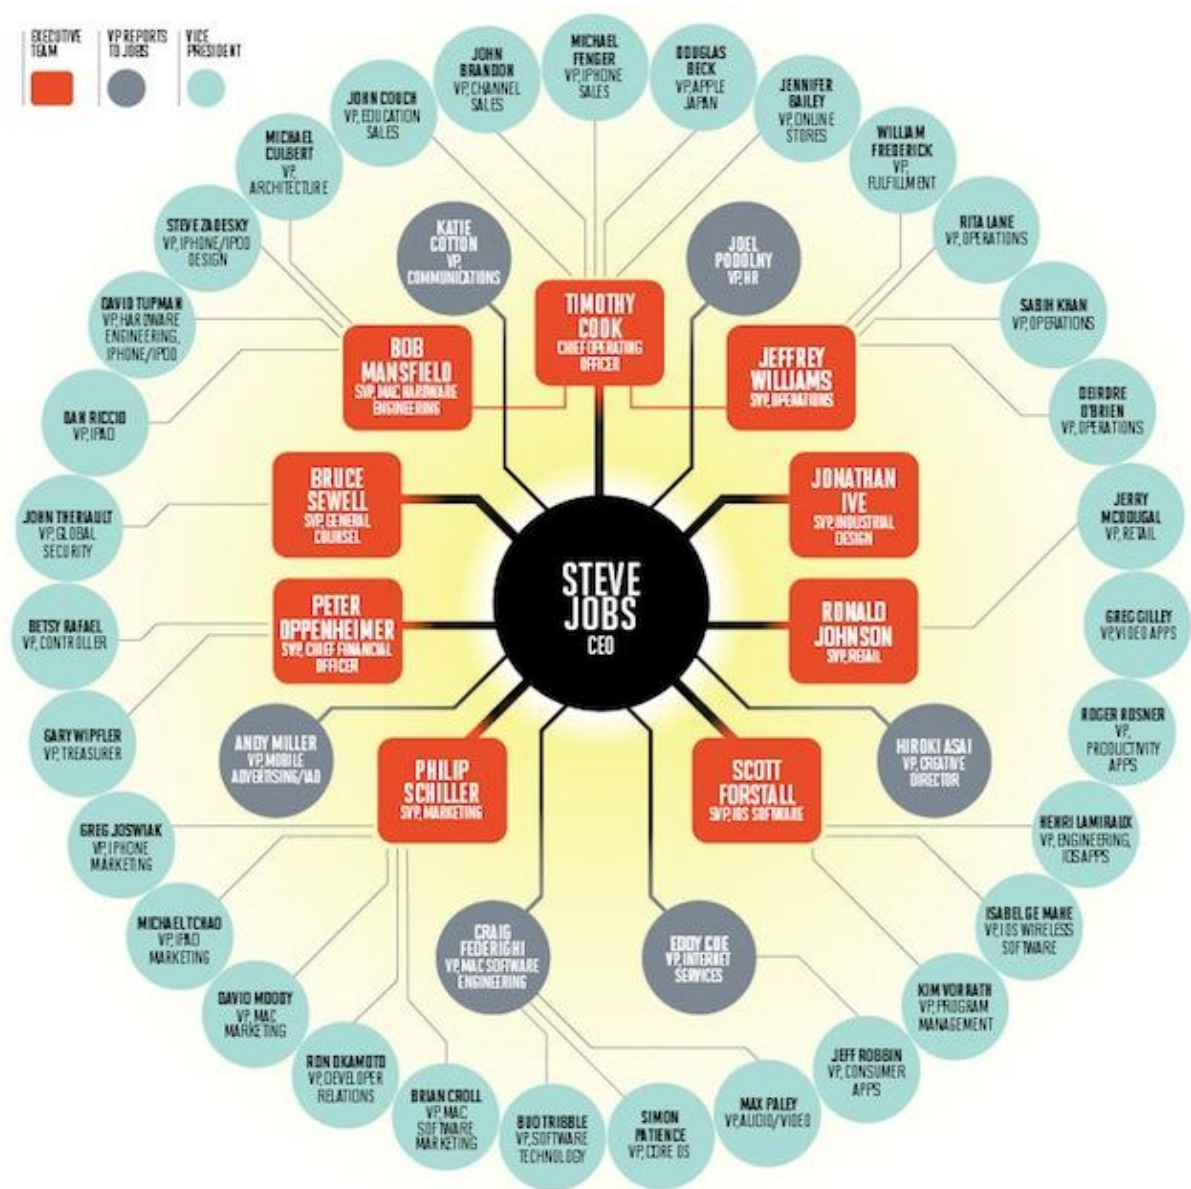 EXECUTIVE
TEAM
VP REPORTS
TO JOBS
VICE
PRESIDENT
MICHAEL
CULBERT
VP,
ARCHITECTURE
JOHN COUCH
VP, EDUCATION
SALES
JOHN
BRANDON
VP, CHANNEL
SALES
MICHAEL
FENGER
VP, IPHONE
SALES
DOUGLAS
BECK
VP, APPLE
JAPAN
JENNIFER
BAILEY
VP, ONLINE
STORES
WILLIAM
FREDERICK
VP,
FULFILLMENT
RITA LANE
VP, OPERATIONS
SABIH KHAN
VP, OPERATIONS
DEIRDRE
O'BRIEN
VP, OPERATIONS
JERRY
MCDOUGAL
VP, RETAIL
GREG GILLEY
VP, VIDEO APPS
ROGER ROSNER
VP,
PRODUCTIVITY
APPS
HENRI LAMIRAUX
VP, ENGINEERING,
IOS APPS
ISABEL GE MAHE
VP, IOS WIRELESS
SOFTWARE
KIM VORRATH
VP, PROGRAM
MANAGEMENT
JEFF ROBBIN
VP, CONSUMER
APPS
MAX PALEY
VP, AUDIO/VIDEO
SIMON
PATIENCE
VP, CORE OS
BUD TRIBBLE
VP, SOFTWARE
TECHNOLOGY
BRIAN CROLL
VP, MAC
SOFTWARE
MARKETING
RON OKAMOTO
VP, DEVELOPER
RELATIONS
DAVID MOODY
VP, MAC
MARKETING
MICHAEL TCHAO
VP, IPAD
MARKETING
GREG JOSWIAK
VP, IPHONE
MARKETING
GARY WIPFLER
VP, TREASURER
BETSY RAFAEL
VP, CONTROLLER
JOHN THERIAULT
VP, GLOBAL
SECURITY
DAN RICCIO
VP, IPAD
DAVID TUPMAN
VP, HARDWARE
ENGINEERING,
IPHONE/IPOD
STEVE ZADESKY
VP, IPHONE/IPOD
DESIGN
KATIE
COTTON
VP,
COMMUNICATIONS
JOEL
PODOLNY
VP, HR
TIMOTHY
COOK
CHIEF OPERATING
OFFICER
BOB
MANSFIELD
SVP, MAC HARDWARE
ENGINEERING
JEFFREY
WILLIAMS
SVP, OPERATIONS
BRUCE
SEWELL
SVP, GENERAL
COUNSEL
JONATHAN
IVE
SVP, INDUSTRIAL
DESIGN
STEVE
JOBS
CEO
PETER
OPPENHEIMER
SVP, CHIEF FINANCIAL
OFFICER
RONALD
JOHNSON
SVP, RETAIL
ANDY MILLER
VP, MOBILE
ADVERTISING/IAD
PHILIP
SCHILLER
SVP, MARKETING
SCOTT
FORSTALL
SVP, IOS SOFTWARE
HIROKI ASAI
VP, CREATIVE
DIRECTOR
CRAIG
FEDERIGHI
VP, MAC SOFTWARE
ENGINEERING
EDDY CUE
VP, INTERNET
SERVICES